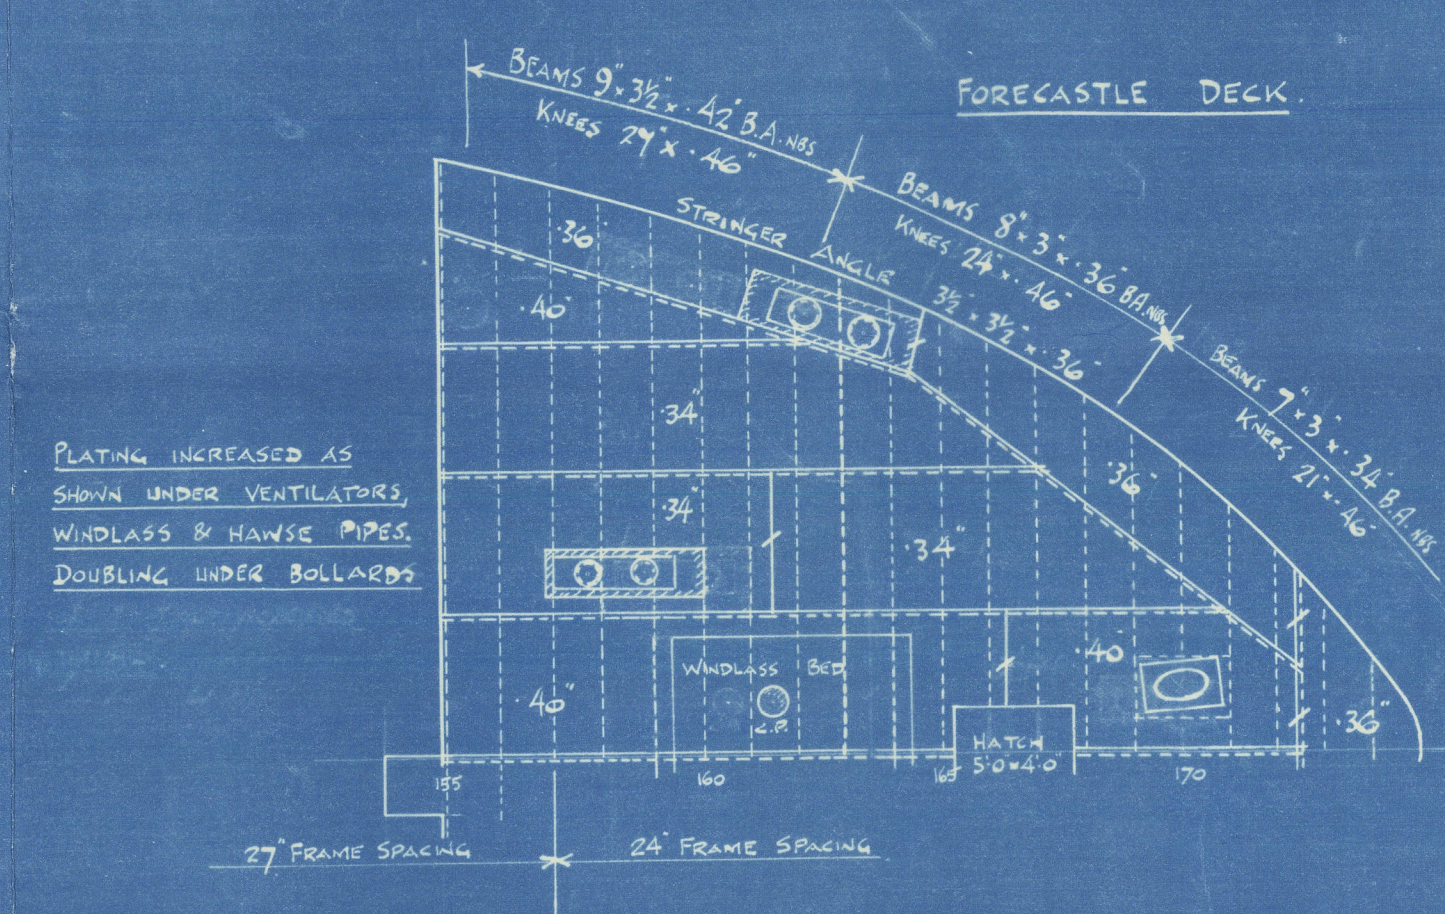 FORECASTLE DECK.
BEAMS 9" x 3½" x .42" B.A. NBS
KNEES 27" x .46"
BEAMS 8" x 3" x .36" B.A. NBS
KNEES 24" x .46"
BEAMS 7" x 3" x .34" B.A. NBS
KNEES 21" x .46"
STRINGER ANGLE 3½" x 3½" x .36"
.36"
.40"
.34"
.36"
PLATING INCREASED AS
SHOWN UNDER VENTILATORS,
WINDLASS & HAWSE PIPES.
DOUBLING UNDER BOLLARDS
.34"
.34"
.40"
WINDLASS BED
.40"
C.P.
.36"
HATCH
5'0" x 4'0"
155
160
165
170
27" FRAME SPACING
24" FRAME SPACING